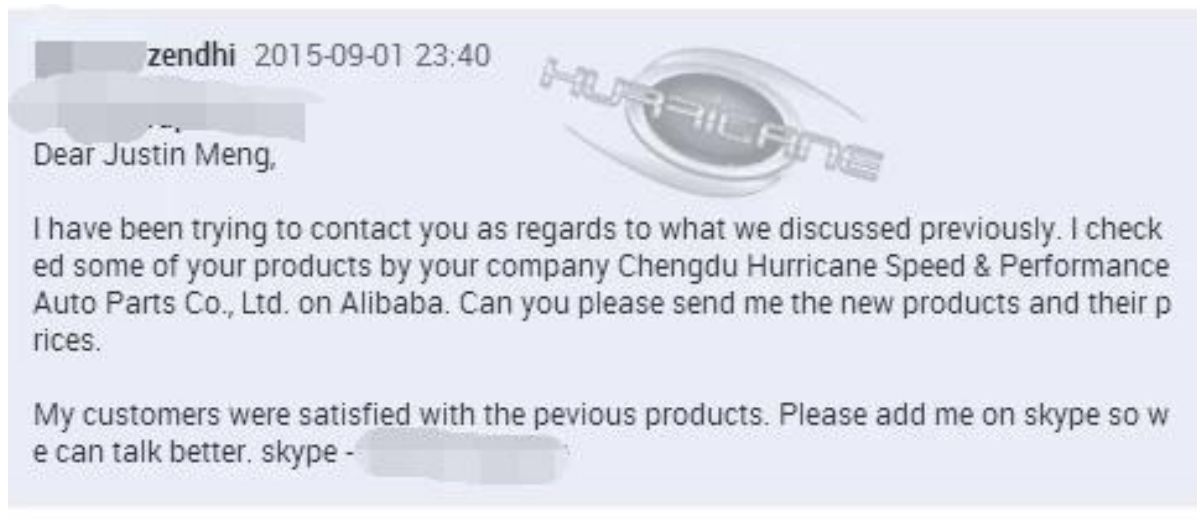 zendhi 2015-09-01 23:40
HURRICANE
Dear Justin Meng,
I have been trying to contact you as regards to what we discussed previously. I check
ed some of your products by your company Chengdu Hurricane Speed & Performance
Auto Parts Co., Ltd. on Alibaba. Can you please send me the new products and their p
rices.
My customers were satisfied with the pevious products. Please add me on skype so w
e can talk better. skype -